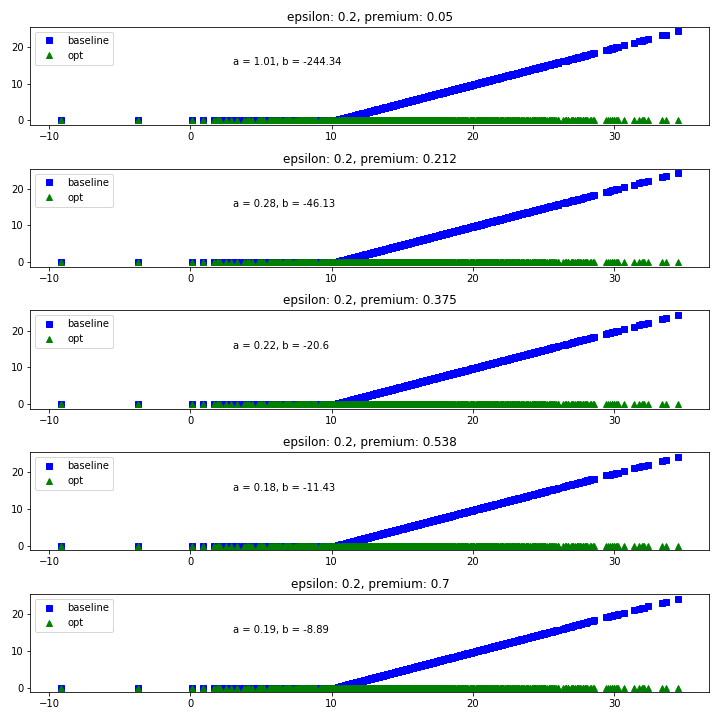 epsilon: 0.2, premium: 0.05
20
10
0
baseline
opt
a = 1.01, b = -244.34
−10 0 10 20 30
epsilon: 0.2, premium: 0.212
20
10
0
baseline
opt
a = 0.28, b = -46.13
−10 0 10 20 30
epsilon: 0.2, premium: 0.375
20
10
0
baseline
opt
a = 0.22, b = -20.6
−10 0 10 20 30
epsilon: 0.2, premium: 0.538
20
10
0
baseline
opt
a = 0.18, b = -11.43
−10 0 10 20 30
epsilon: 0.2, premium: 0.7
20
10
0
baseline
opt
a = 0.19, b = -8.89
−10 0 10 20 30